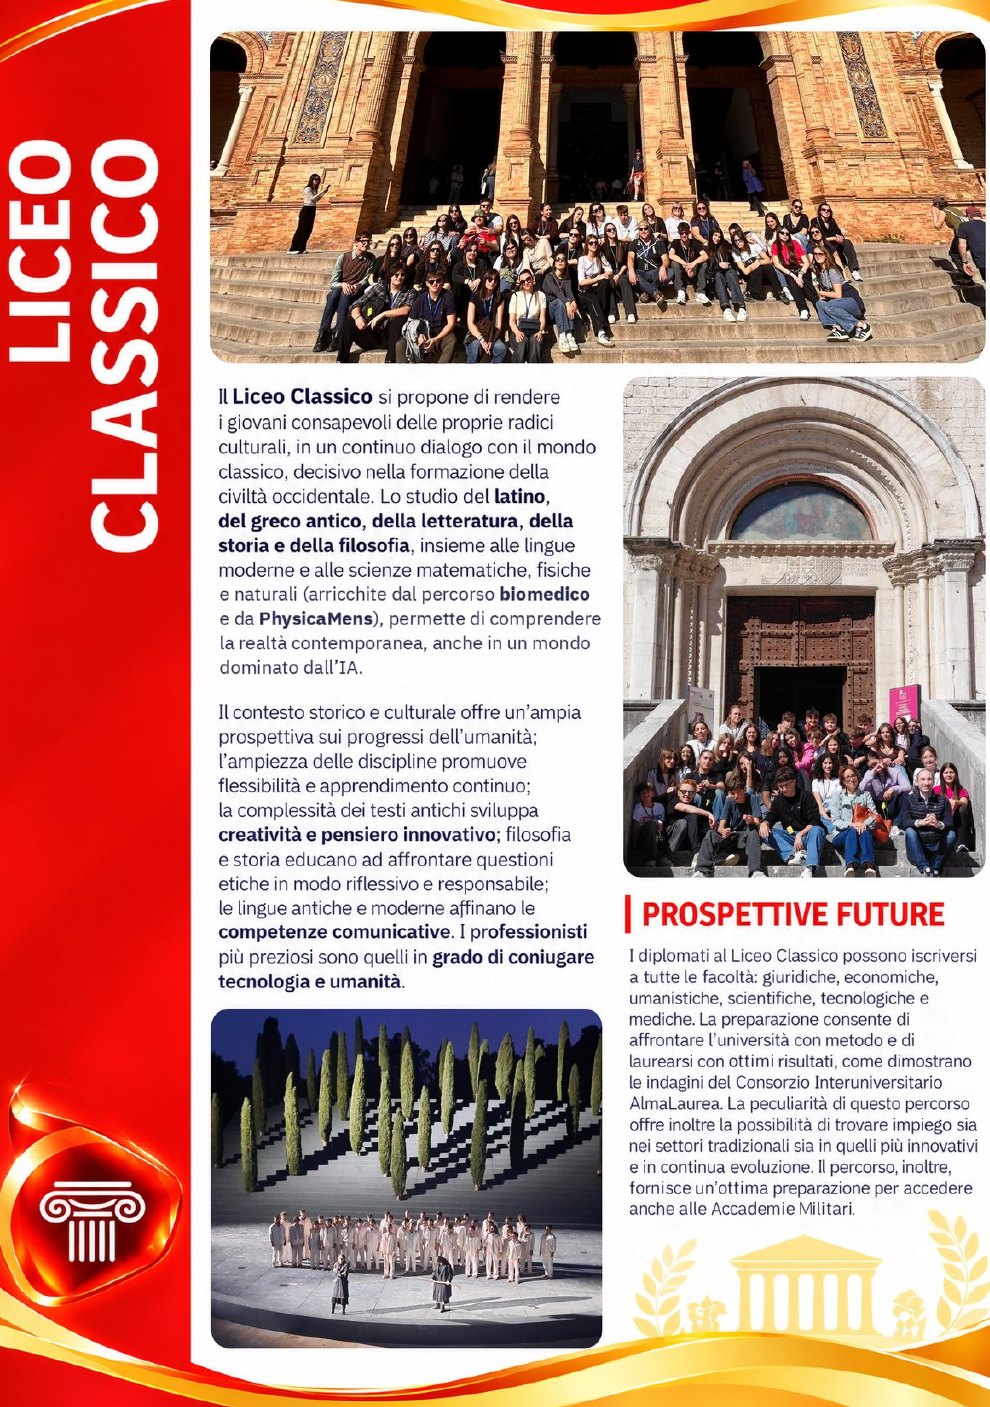 LICEO
CLASSICO
Il Liceo Classico si propone di rendere
i giovani consapevoli delle proprie radici
culturali, in un continuo dialogo con il mondo
classico, decisivo nella formazione della
civiltà occidentale. Lo studio del latino,
del greco antico, della letteratura, della
storia e della filosofia, insieme alle lingue
moderne e alle scienze matematiche, fisiche
e naturali (arricchite dal percorso biomedico
e da PhysicaMens), permette di comprendere
la realtà contemporanea, anche in un mondo
dominato dall'IA.
Il contesto storico e culturale offre un'ampia
prospettiva sui progressi dell'umanità;
l'ampiezza delle discipline promuove
flessibilità e apprendimento continuo;
la complessità dei testi antichi sviluppa
creatività e pensiero innovativo; filosofia
e storia educano ad affrontare questioni
etiche in modo riflessivo e responsabile;
le lingue antiche e moderne affinano le
competenze comunicative. I professionisti
più preziosi sono quelli in grado di coniugare
tecnologia e umanità.
PROSPETTIVE FUTURE
I diplomati al Liceo Classico possono iscriversi
a tutte le facoltà: giuridiche, economiche,
umanistiche, scientifiche, tecnologiche e
mediche. La preparazione consente di
affrontare l'università con metodo e di
laurearsi con ottimi risultati, come dimostrano
le indagini del Consorzio Interuniversitario
AlmaLaurea. La peculiarità di questo percorso
offre inoltre la possibilità di trovare impiego sia
nei settori tradizionali sia in quelli più innovativi
e in continua evoluzione. Il percorso, inoltre,
fornisce un'ottima preparazione per accedere
anche alle Accademie Militari.